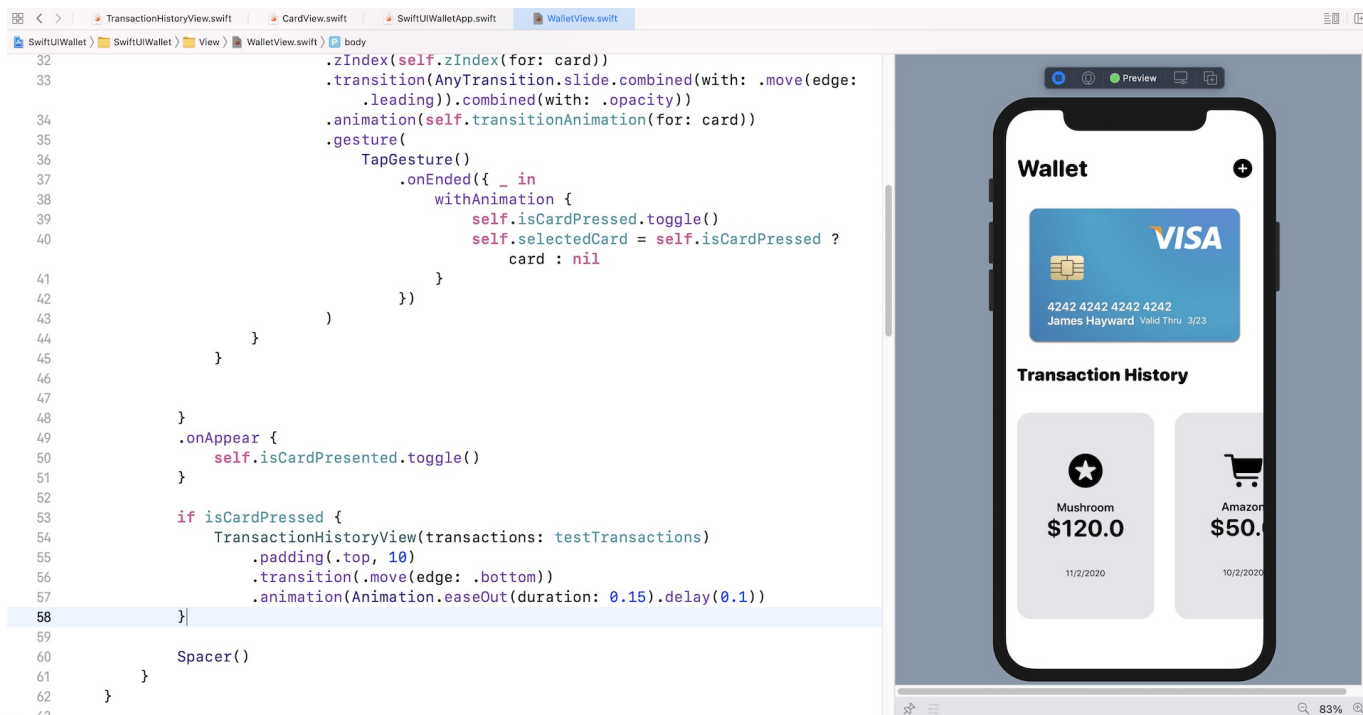 TransactionHistoryView.swift
CardView.swift
SwiftUIWalletApp.swift
WalletView.swift
SwiftUIWallet
SwiftUIWallet
View
WalletView.swift
P
body
32 .zIndex(self.zIndex(for: card))
33 .transition(AnyTransition.slide.combined(with: .move(edge:
.leading)).combined(with: .opacity))
34 .animation(self.transitionAnimation(for: card))
35 .gesture(
36 TapGesture()
37 .onEnded({ _ in
38 withAnimation {
39 self.isCardPressed.toggle()
40 self.selectedCard = self.isCardPressed ?
card : nil
41 }
42 })
43 )
44 }
45 }
46
47
48 }
49 .onAppear {
50 self.isCardPresented.toggle()
51 }
52
53 if isCardPressed {
54 TransactionHistoryView(transactions: testTransactions)
55 .padding(.top, 10)
56 .transition(.move(edge: .bottom))
57 .animation(Animation.easeOut(duration: 0.15).delay(0.1))
58 }
59
60 Spacer()
61 }
62 }
Preview
Wallet
VISA
4242 4242 4242 4242
James Hayward Valid Thru 3/23
Transaction History
Mushroom
$120.0
11/2/2020
Amazon
$50.
10/2/2020
83%